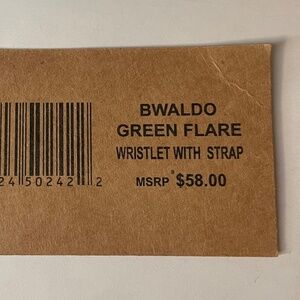 BWALDO
GREEN FLARE
WRISTLET WITH STRAP
MSRP $58.00
24 50242 2